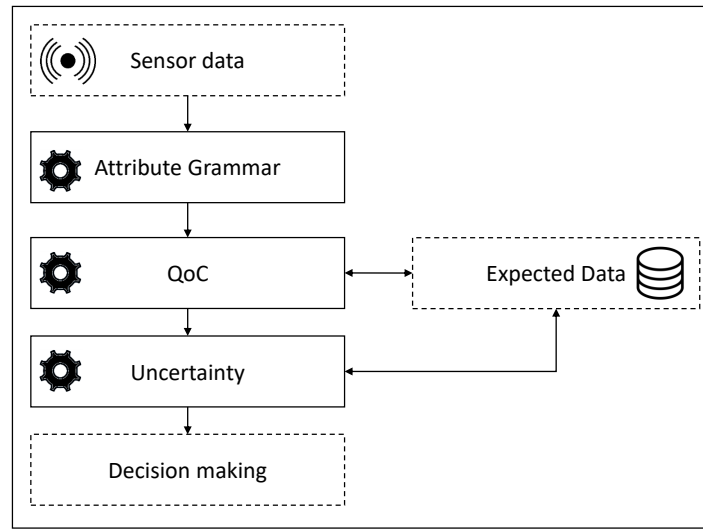 Sensor data
Attribute Grammar
QoC
Expected Data
Uncertainty
Decision making